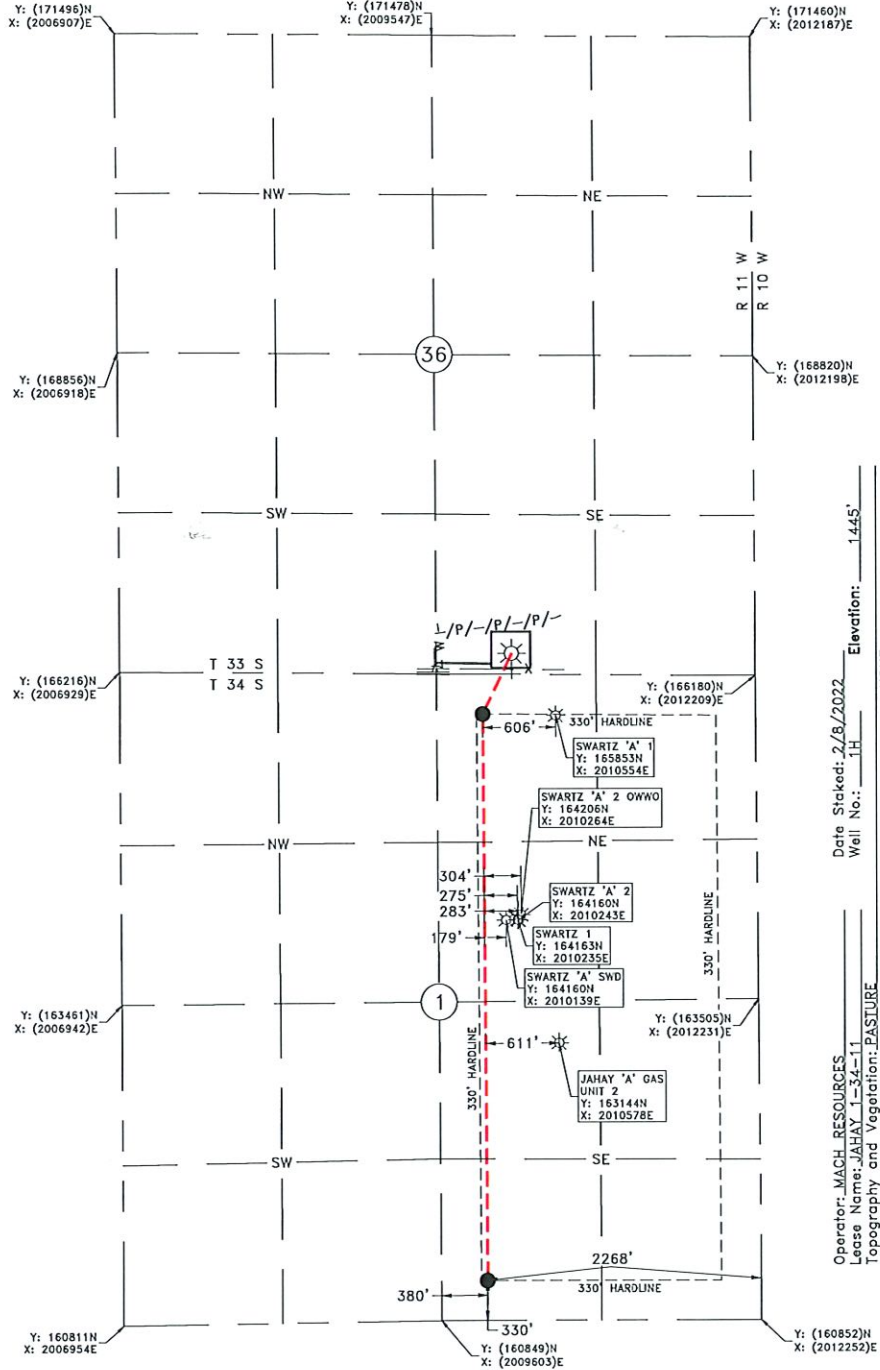 Y: (171496)N
X: (2006907)E
Y: (171478)N
X: (2009547)E
Y: (171460)N
X: (2012187)E
NW
NE
R 11 W
R 10 W
36
Y: (168856)N
X: (2006918)E
Y: (168820)N
X: (2012198)E
SW
SE
/P/-/P/-/P/-/
T 33 S
T 34 S
Y: (166216)N
X: (2006929)E
Y: (166180)N
X: (2012209)E
606'
330' HARDLINE
SWARTZ 'A' 1
Y: 165853N
X: 2010554E
SWARTZ 'A' 2 OWWO
Y: 164206N
X: 2010264E
NW
NE
304'
275'
283'
179'
SWARTZ 'A' 2
Y: 164160N
X: 2010243E
SWARTZ 1
Y: 164163N
X: 2010235E
SWARTZ 'A' SWD
Y: 164160N
X: 2010139E
330' HARDLINE
1
Y: (163461)N
X: (2006942)E
Y: (163505)N
X: (2012231)E
611'
330' HARDLINE
JAHAY 'A' GAS
UNIT 2
Y: 163144N
X: 2010578E
SW
SE
2268'
330' HARDLINE
380'
330'
Y: 160811N
X: 2006954E
Y: (160849)N
X: (2009603)E
Y: (160852)N
X: (2012252)E
Operator: MACH RESOURCES
Date Staked: 2/8/2022
Lease Name: JAHAY 1-34-11
Well No.: 1H
Elevation: 1445'
Topography and Vegetation: PASTURE